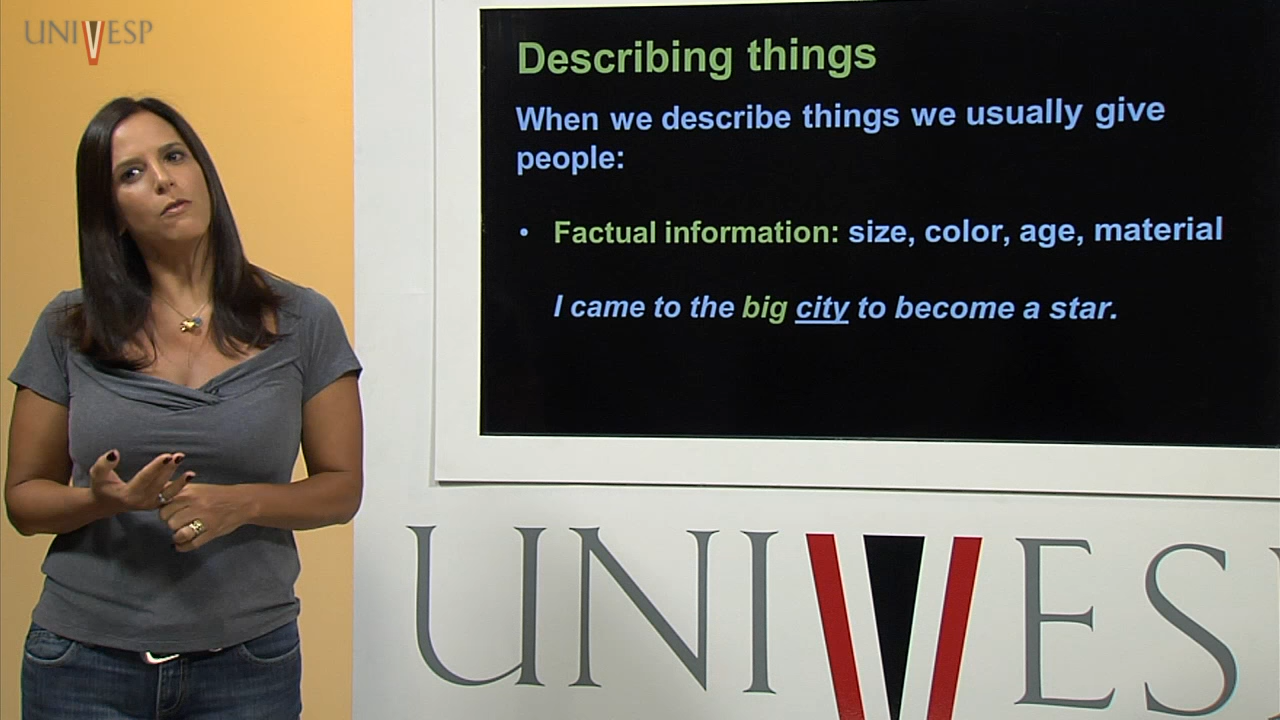 UNIVESP
Describing things
When we describe things we usually give
people:
• Factual information: size, color, age, material
I came to the big city to become a star.
UNIVESP